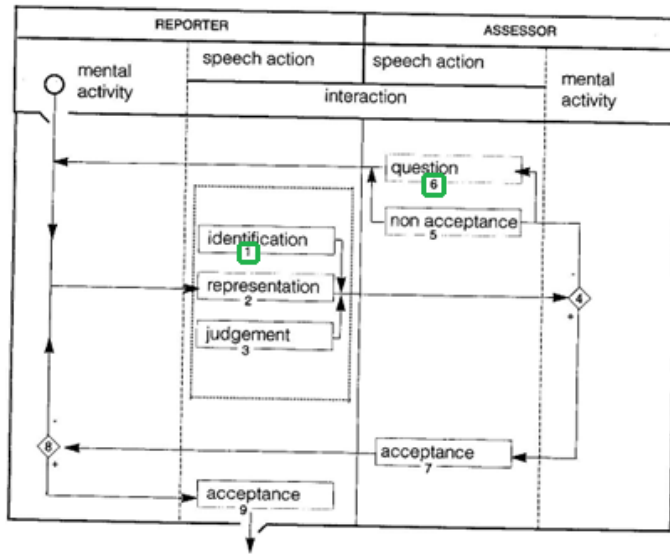 REPORTER
ASSESSOR
mental
activity
speech action
speech action
mental
activity
interaction
question
6
non acceptance
5
identification
1
representation
2
judgement
3
-
4
+
-
8
+
acceptance
7
acceptance
9